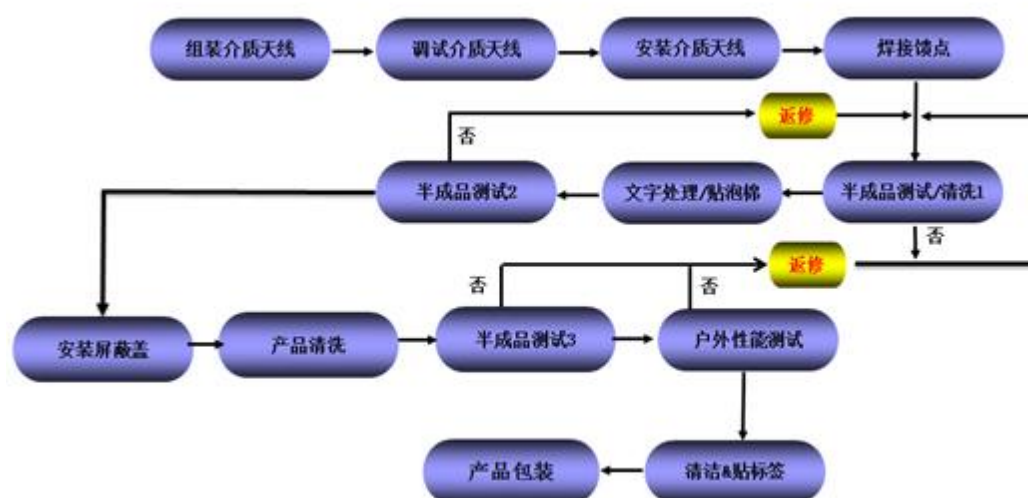 组装介质天线
调试介质天线
安装介质天线
焊接馈点
否
返修
半成品测试2
文字处理/贴泡棉
半成品测试/清洗1
否
否
否
返修
安装屏蔽盖
产品清洗
半成品测试3
户外性能测试
产品包装
清洁&贴标签